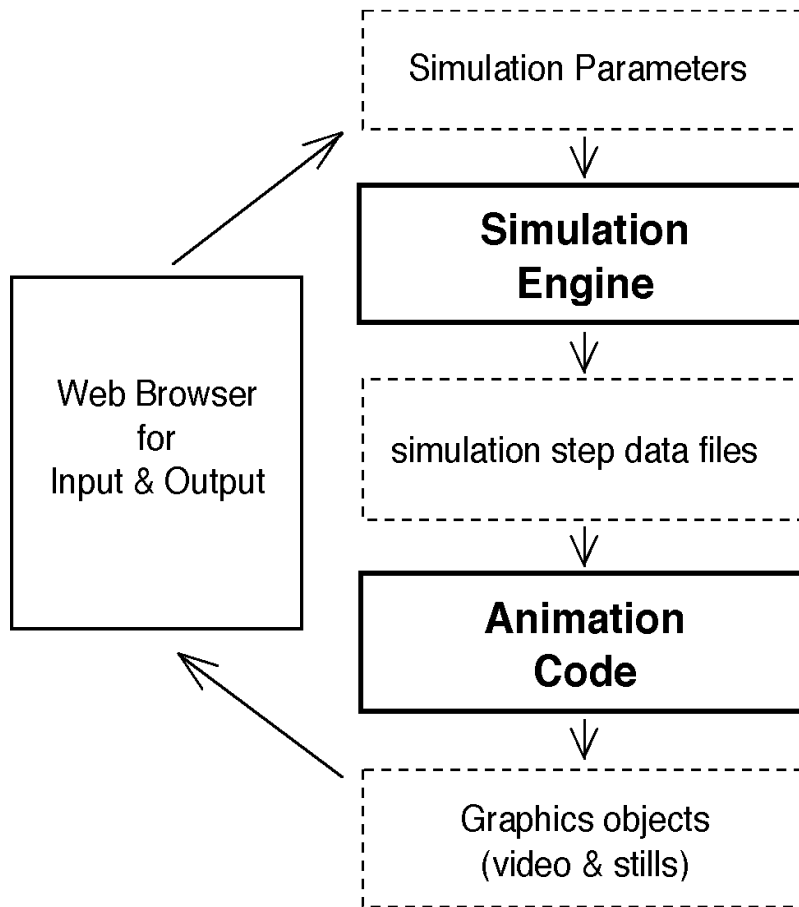 Simulation Parameters
Simulation
Engine
Web Browser
for
Input & Output
simulation step data files
Animation
Code
Graphics objects
(video & stills)